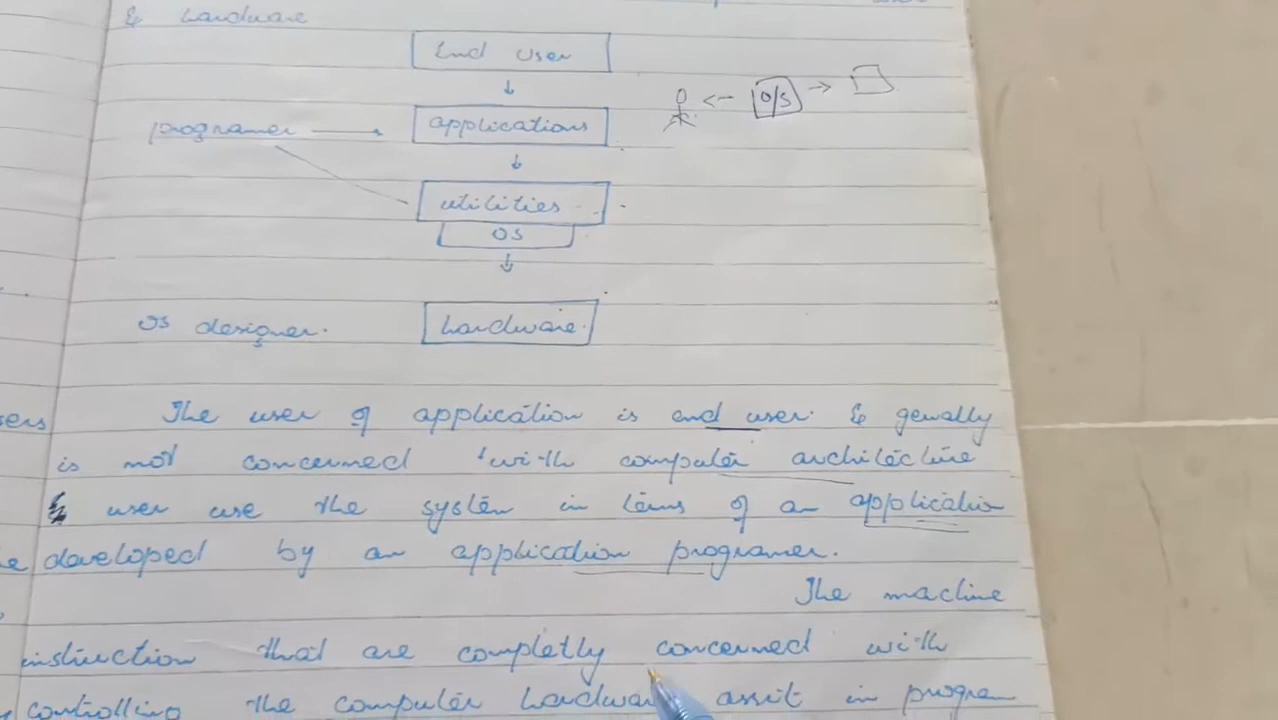 & hardware
End user
O/S
programer
applications
utilities
OS
os designer.
hardware.
sers
The user of application is end user. & genally
is not concerned with computer architecture
& user use the system in terms of an application
developed by an application programer.
The machine
instruction that are completly concerned with
controlling the computer hardware assit in program